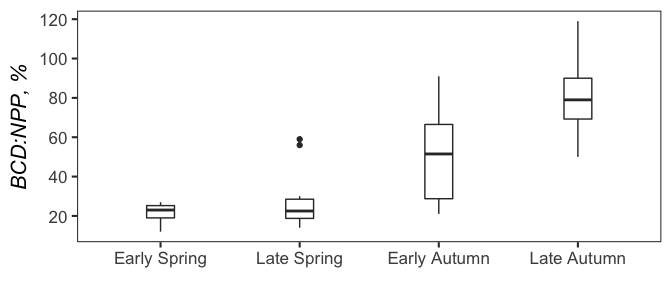 BCD:NPP, %
120
100
80
60
40
20
Early Spring
Late Spring
Early Autumn
Late Autumn